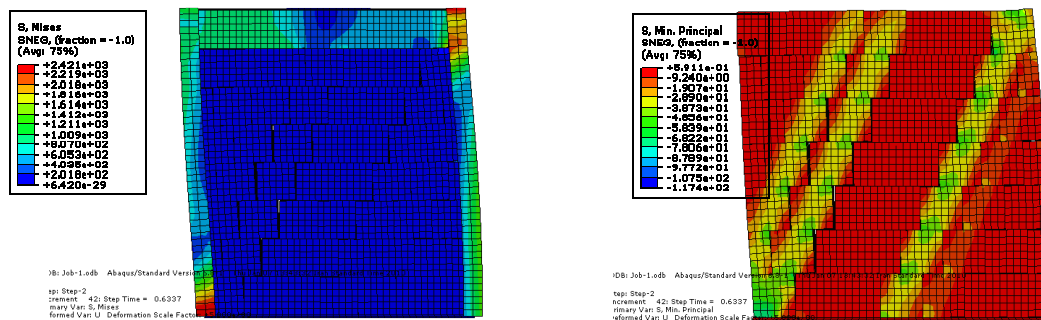 S, Mises
SNEG, (fraction = -1.0)
(Avg: 75%)
+2.421e+03
+2.219e+03
+2.018e+03
+1.816e+03
+1.614e+03
+1.412e+03
+1.211e+03
+1.009e+03
+8.070e+02
+6.053e+02
+4.035e+02
+2.018e+02
+6.420e-29
DB: Job-1.odb Abaqus/Standard Version
ep: Step-2
crement 42: Step Time = 0.6337
mary Var: S, Mises
formed Var: U Deformation Scale Factor
S, Min. Principal
SNEG, (fraction = -1.0)
(Avg: 75%)
+5.911e-01
-9.240e+00
-1.907e+01
-2.890e+01
-3.873e+01
-4.856e+01
-5.839e+01
-6.822e+01
-7.806e+01
-8.789e+01
-9.772e+01
-1.075e+02
-1.174e+02
ODB: Job-1.odb Abaqus/Standard Version
tep: Step-2
ncrement 42: Step Time = 0.6337
rimary Var: S, Min. Principal
eformed Var: U Deformation Scale